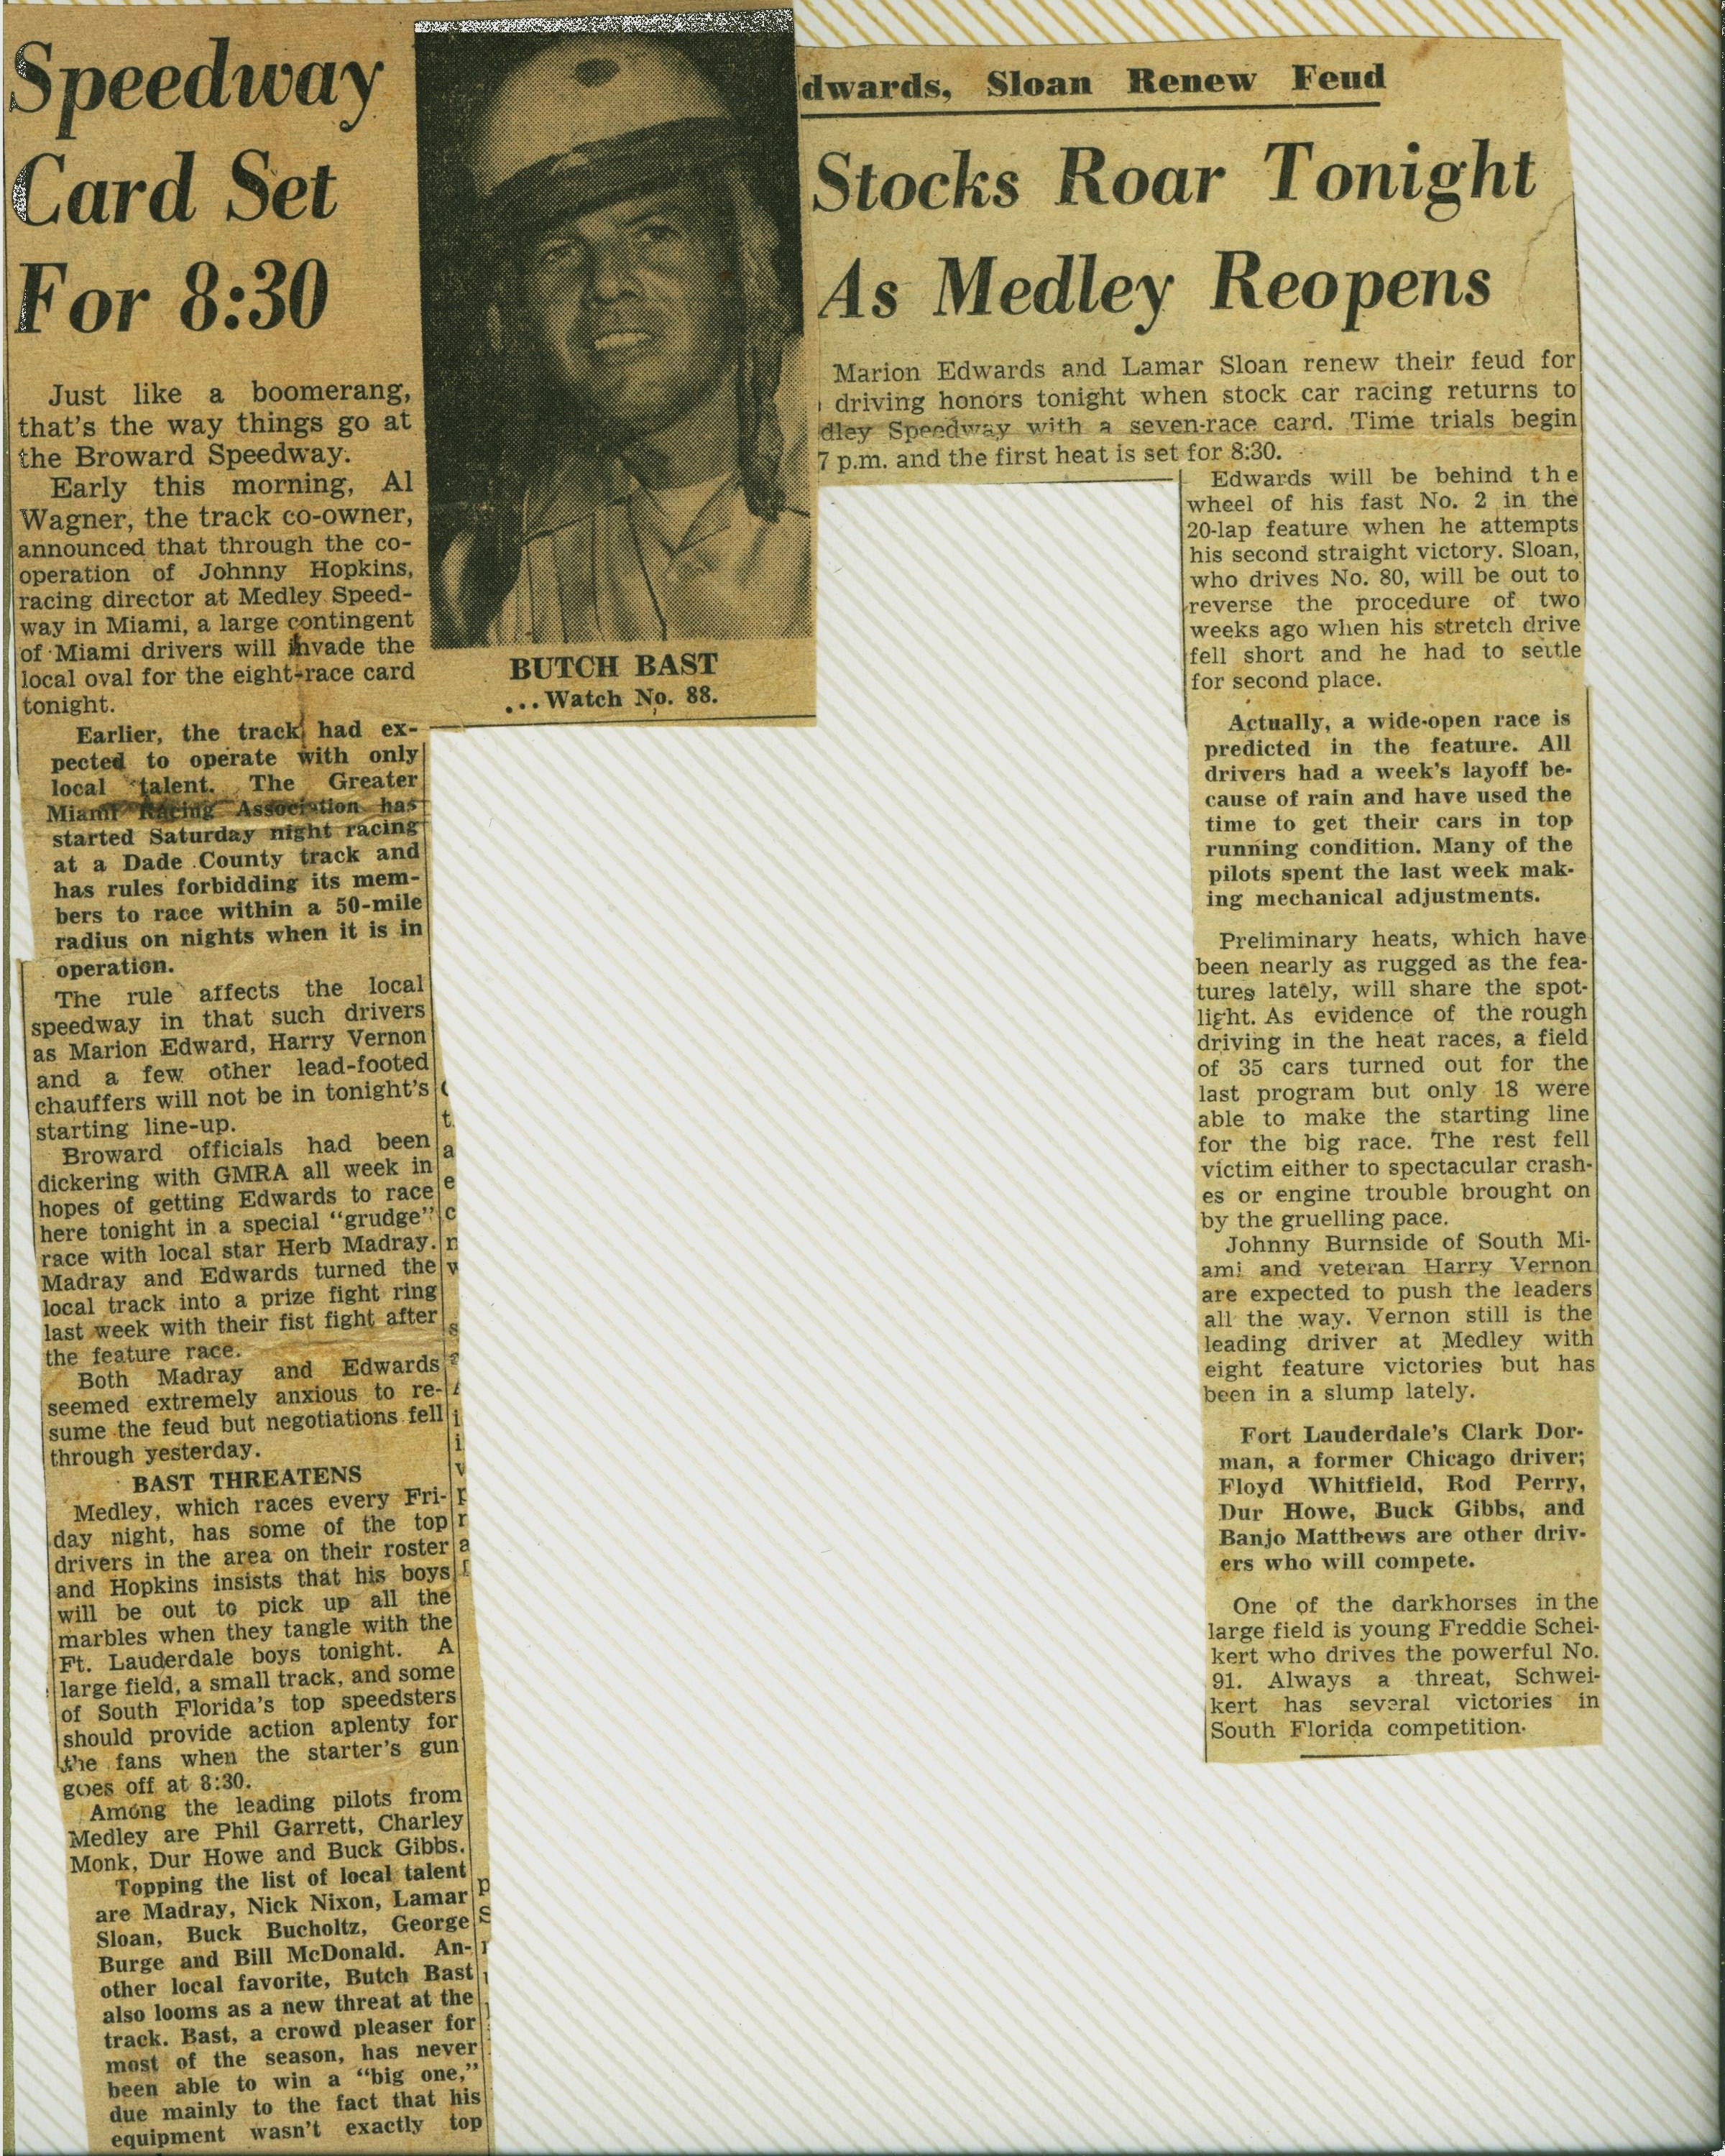 Speedway
Card Set
For 8:30
Just like a boomerang,
that's the way things go at
the Broward Speedway.
Early this morning, Al
Wagner, the track co-owner,
announced that through the co-
operation of Johnny Hopkins,
racing director at Medley Speed-
way in Miami, a large contingent
of Miami drivers will invade the
local oval for the eight-race card
tonight.
Earlier, the track had ex-
pected to operate with only
local talent. The Greater
Miami Racing Association has
started Saturday night racing
at a Dade County track and
has rules forbidding its mem-
bers to race within a 50-mile
radius on nights when it is in
operation.
The rule affects the local
speedway in that such drivers
as Marion Edward, Harry Vernon
and a few other lead-footed
chauffers will not be in tonight's
starting line-up.
Broward officials had been
dickering with GMRA all week in
hopes of getting Edwards to race
here tonight in a special "grudge"
race with local star Herb Madray.
Madray and Edwards turned the
local track into a prize fight ring
last week with their fist fight after
the feature race.
Both Madray and Edwards
seemed extremely anxious to re-
sume the feud but negotiations fell
through yesterday.
BAST THREATENS
Medley, which races every Fri-
day night, has some of the top
drivers in the area on their roster
and Hopkins insists that his boys
will be out to pick up all the
marbles when they tangle with the
Ft. Lauderdale boys tonight. A
large field, a small track, and some
of South Florida's top speedsters
should provide action aplenty for
the fans when the starter's gun
goes off at 8:30.
Among the leading pilots from
Medley are Phil Garrett, Charley
Monk, Dur Howe and Buck Gibbs.
Topping the list of local talent
are Madray, Nick Nixon, Lamar
Sloan, Buck Bucholtz, George
Burge and Bill McDonald. An-
other local favorite, Butch Bast
also looms as a new threat at the
track. Bast, a crowd pleaser for
most of the season, has never
been able to win a "big one,"
due mainly to the fact that his
equipment wasn't exactly top
BUTCH BAST
...Watch No. 88.
dwards, Sloan Renew Feud
Stocks Roar Tonight
As Medley Reopens
Marion Edwards and Lamar Sloan renew their feud for
driving honors tonight when stock car racing returns to
dley Speedway with a seven-race card. Time trials begin
7 p.m. and the first heat is set for 8:30.
Edwards will be behind the
wheel of his fast No. 2 in the
20-lap feature when he attempts
his second straight victory. Sloan,
who drives No. 80, will be out to
reverse the procedure of two
weeks ago when his stretch drive
fell short and he had to settle
for second place.
Actually, a wide-open race is
predicted in the feature. All
drivers had a week's layoff be-
cause of rain and have used the
time to get their cars in top
running condition. Many of the
pilots spent the last week mak-
ing mechanical adjustments.
Preliminary heats, which have
been nearly as rugged as the fea-
tures lately, will share the spot-
light. As evidence of the rough
driving in the heat races, a field
of 35 cars turned out for the
last program but only 18 were
able to make the starting line
for the big race. The rest fell
victim either to spectacular crash-
es or engine trouble brought on
by the gruelling pace.
Johnny Burnside of South Mi-
ami and veteran Harry Vernon
are expected to push the leaders
all the way. Vernon still is the
leading driver at Medley with
eight feature victories but has
been in a slump lately.
Fort Lauderdale's Clark Dor-
man, a former Chicago driver;
Floyd Whitfield, Rod Perry,
Dur Howe, Buck Gibbs, and
Banjo Matthews are other driv-
ers who will compete.
One of the darkhorses in the
large field is young Freddie Schei-
kert who drives the powerful No.
91. Always a threat, Schwei-
kert has several victories in
South Florida competition.